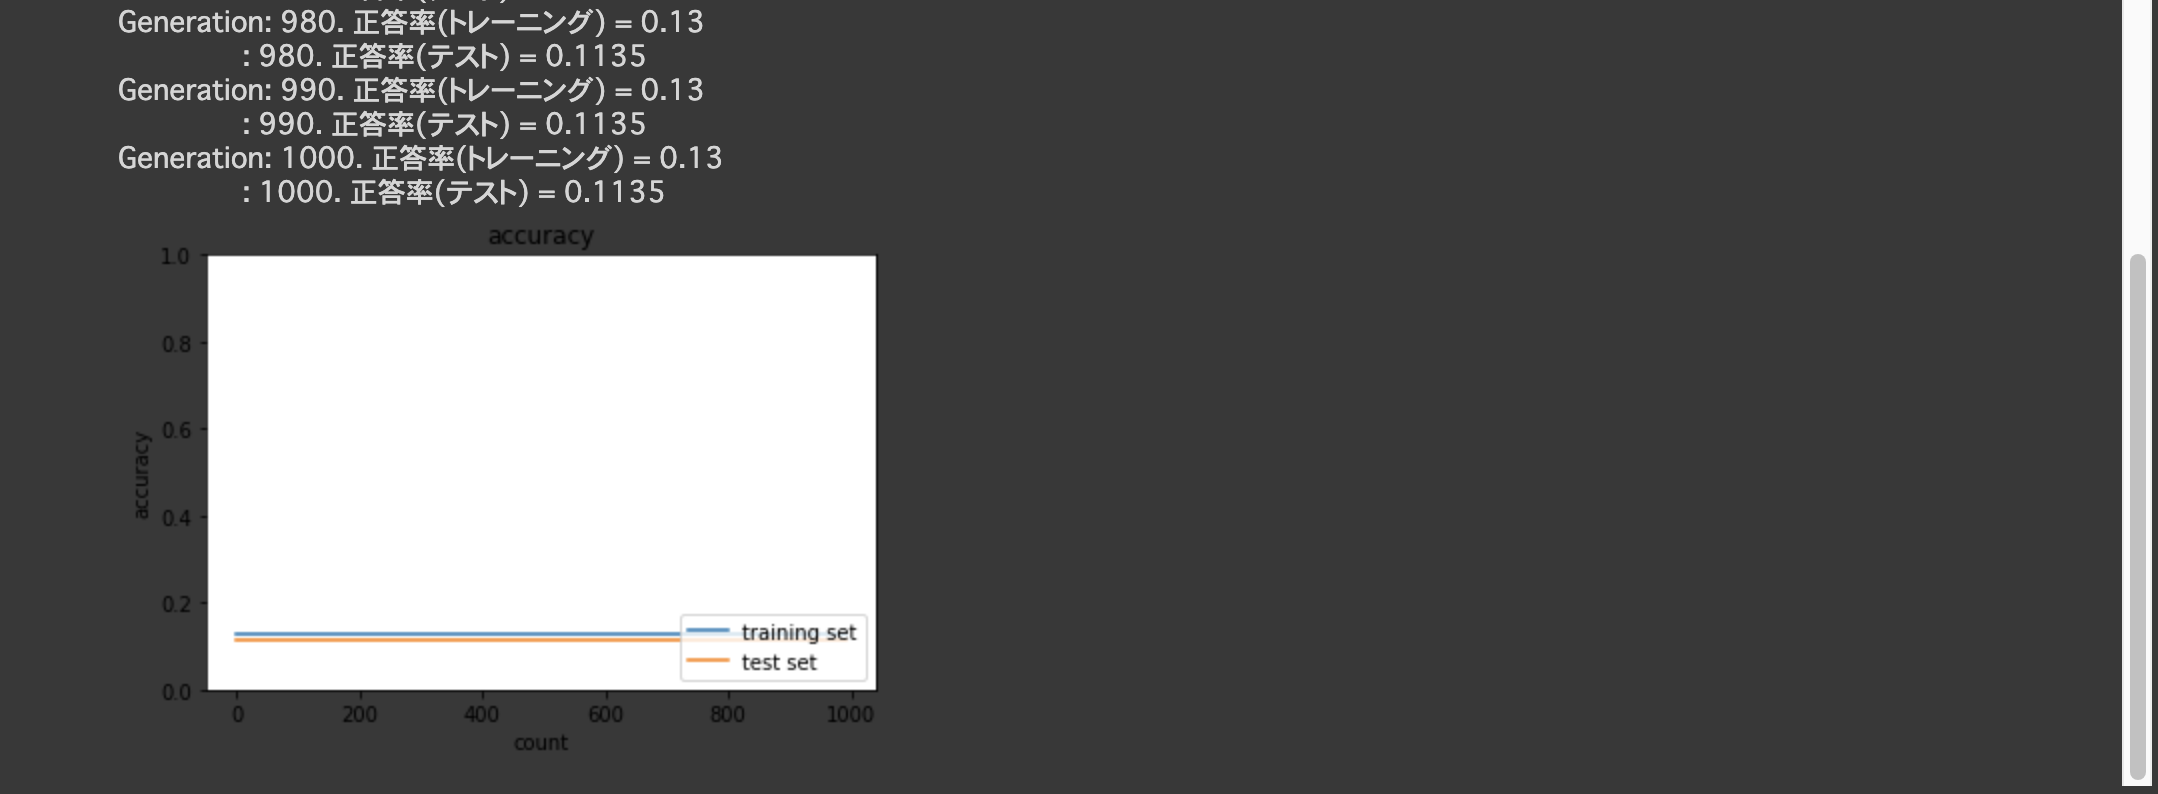 Generation: 980. 正答率(トレーニング) = 0.13
: 980. 正答率(テスト) = 0.1135
Generation: 990. 正答率(トレーニング) = 0.13
: 990. 正答率(テスト) = 0.1135
Generation: 1000. 正答率(トレーニング) = 0.13
: 1000. 正答率(テスト) = 0.1135
accuracy
1.0
0.8
0.6
0.4
0.2
0.0
accuracy
training set
test set
0 200 400 600 800 1000
count